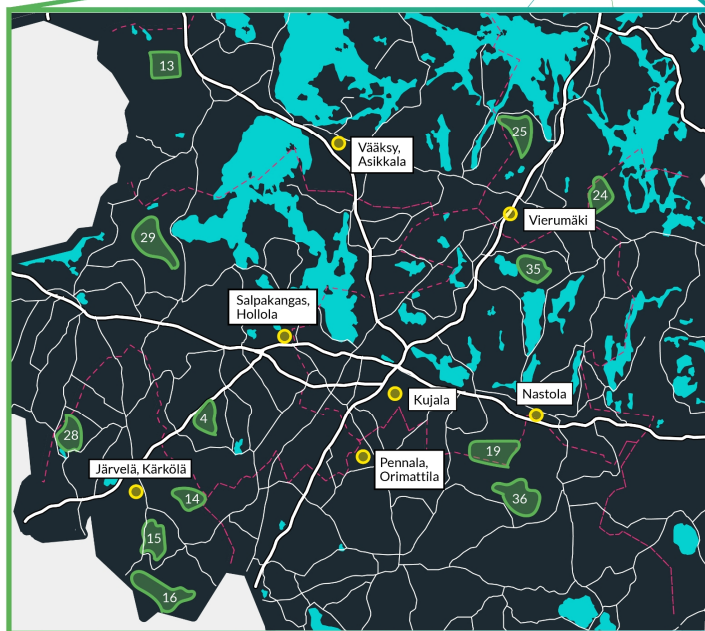 13
25
Vääksy,
Asikkala
24
Vierumäki
29
35
Salpakangas,
Hollola
Nastola
Kujala
4
28
19
Pennala,
Orimattila
Järvelä, Kärkölä
14
36
15
16